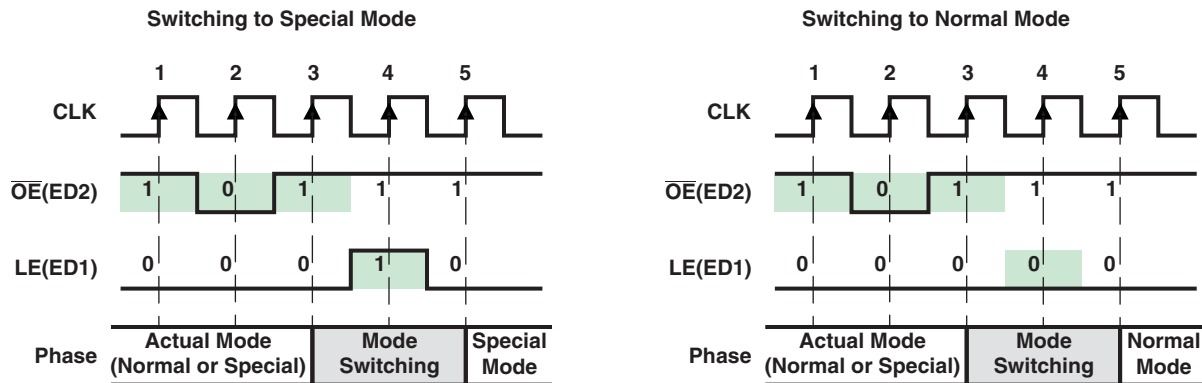 Switching to Special Mode
1 2 3 4 5
CLK
OE(ED2) 1 0 1 1 1
LE(ED1) 0 0 0 1 0
Phase
Actual Mode
(Normal or Special)
Mode
Switching
Special
Mode
Switching to Normal Mode
1 2 3 4 5
CLK
OE(ED2) 1 0 1 1 1
LE(ED1) 0 0 0 0 0
Phase
Actual Mode
(Normal or Special)
Mode
Switching
Normal
Mode